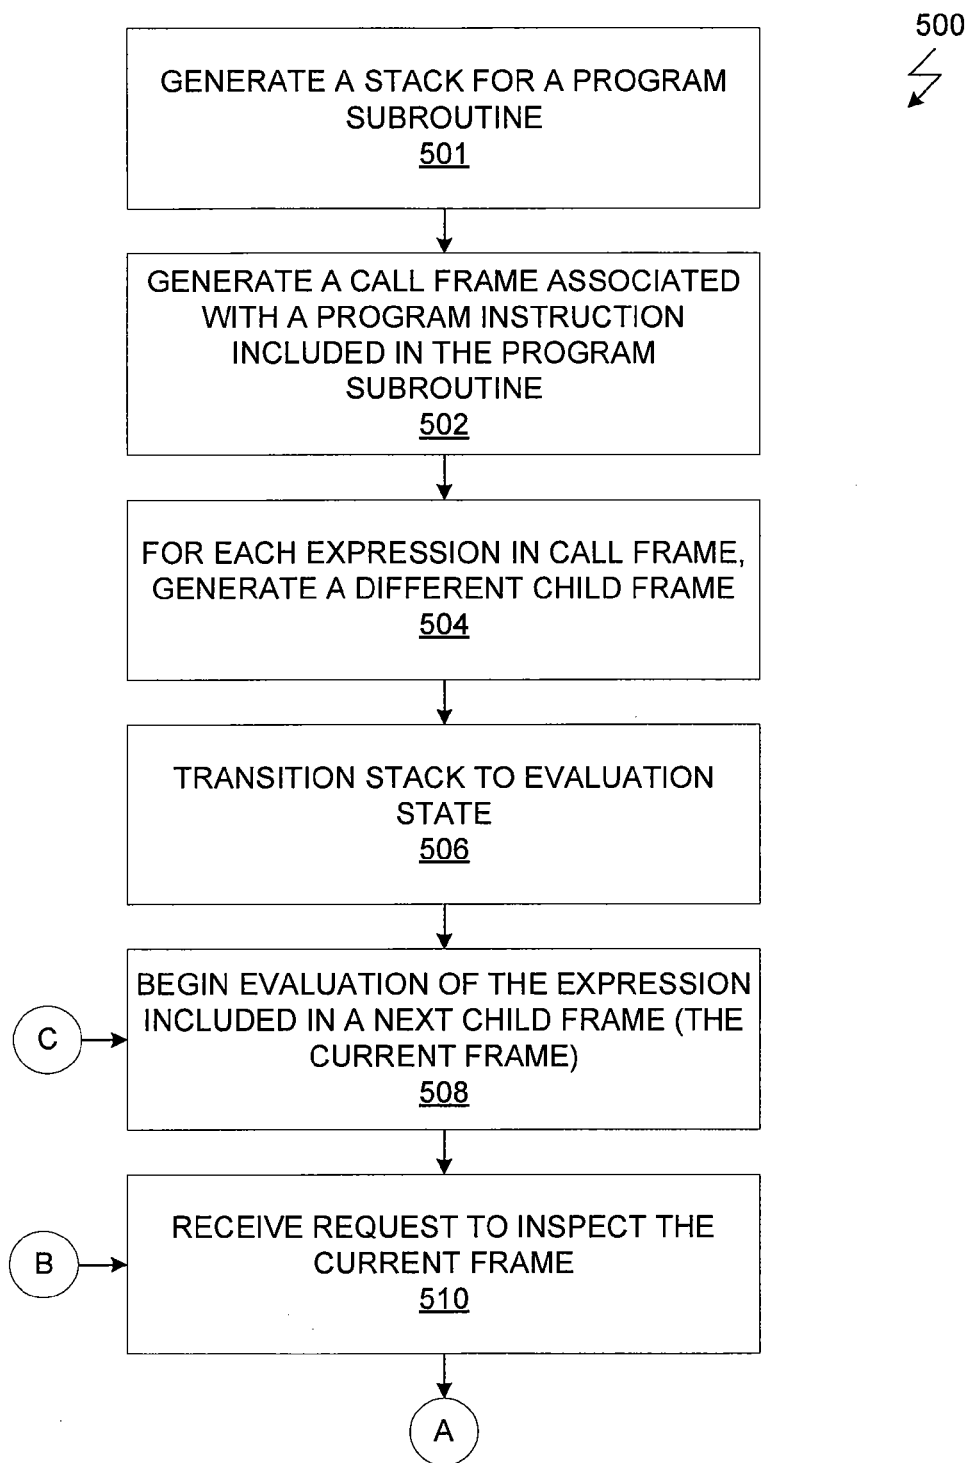 500
GENERATE A STACK FOR A PROGRAM
SUBROUTINE
501
GENERATE A CALL FRAME ASSOCIATED
WITH A PROGRAM INSTRUCTION
INCLUDED IN THE PROGRAM
SUBROUTINE
502
FOR EACH EXPRESSION IN CALL FRAME,
GENERATE A DIFFERENT CHILD FRAME
504
TRANSITION STACK TO EVALUATION
STATE
506
BEGIN EVALUATION OF THE EXPRESSION
INCLUDED IN A NEXT CHILD FRAME (THE
CURRENT FRAME)
508
C
RECEIVE REQUEST TO INSPECT THE
CURRENT FRAME
510
B
A